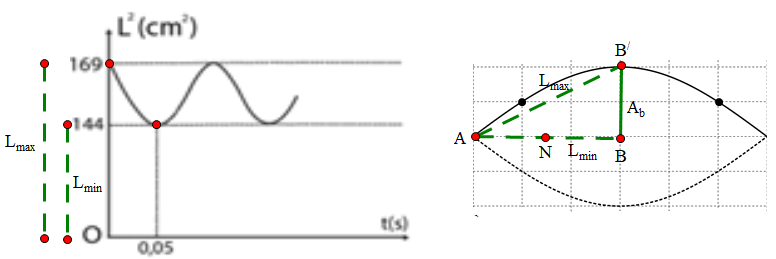 L²(cm²)
169
144
L_max
L_min
O
0,05
t(s)
B/
L_max
A_b
A
N
L_min
B